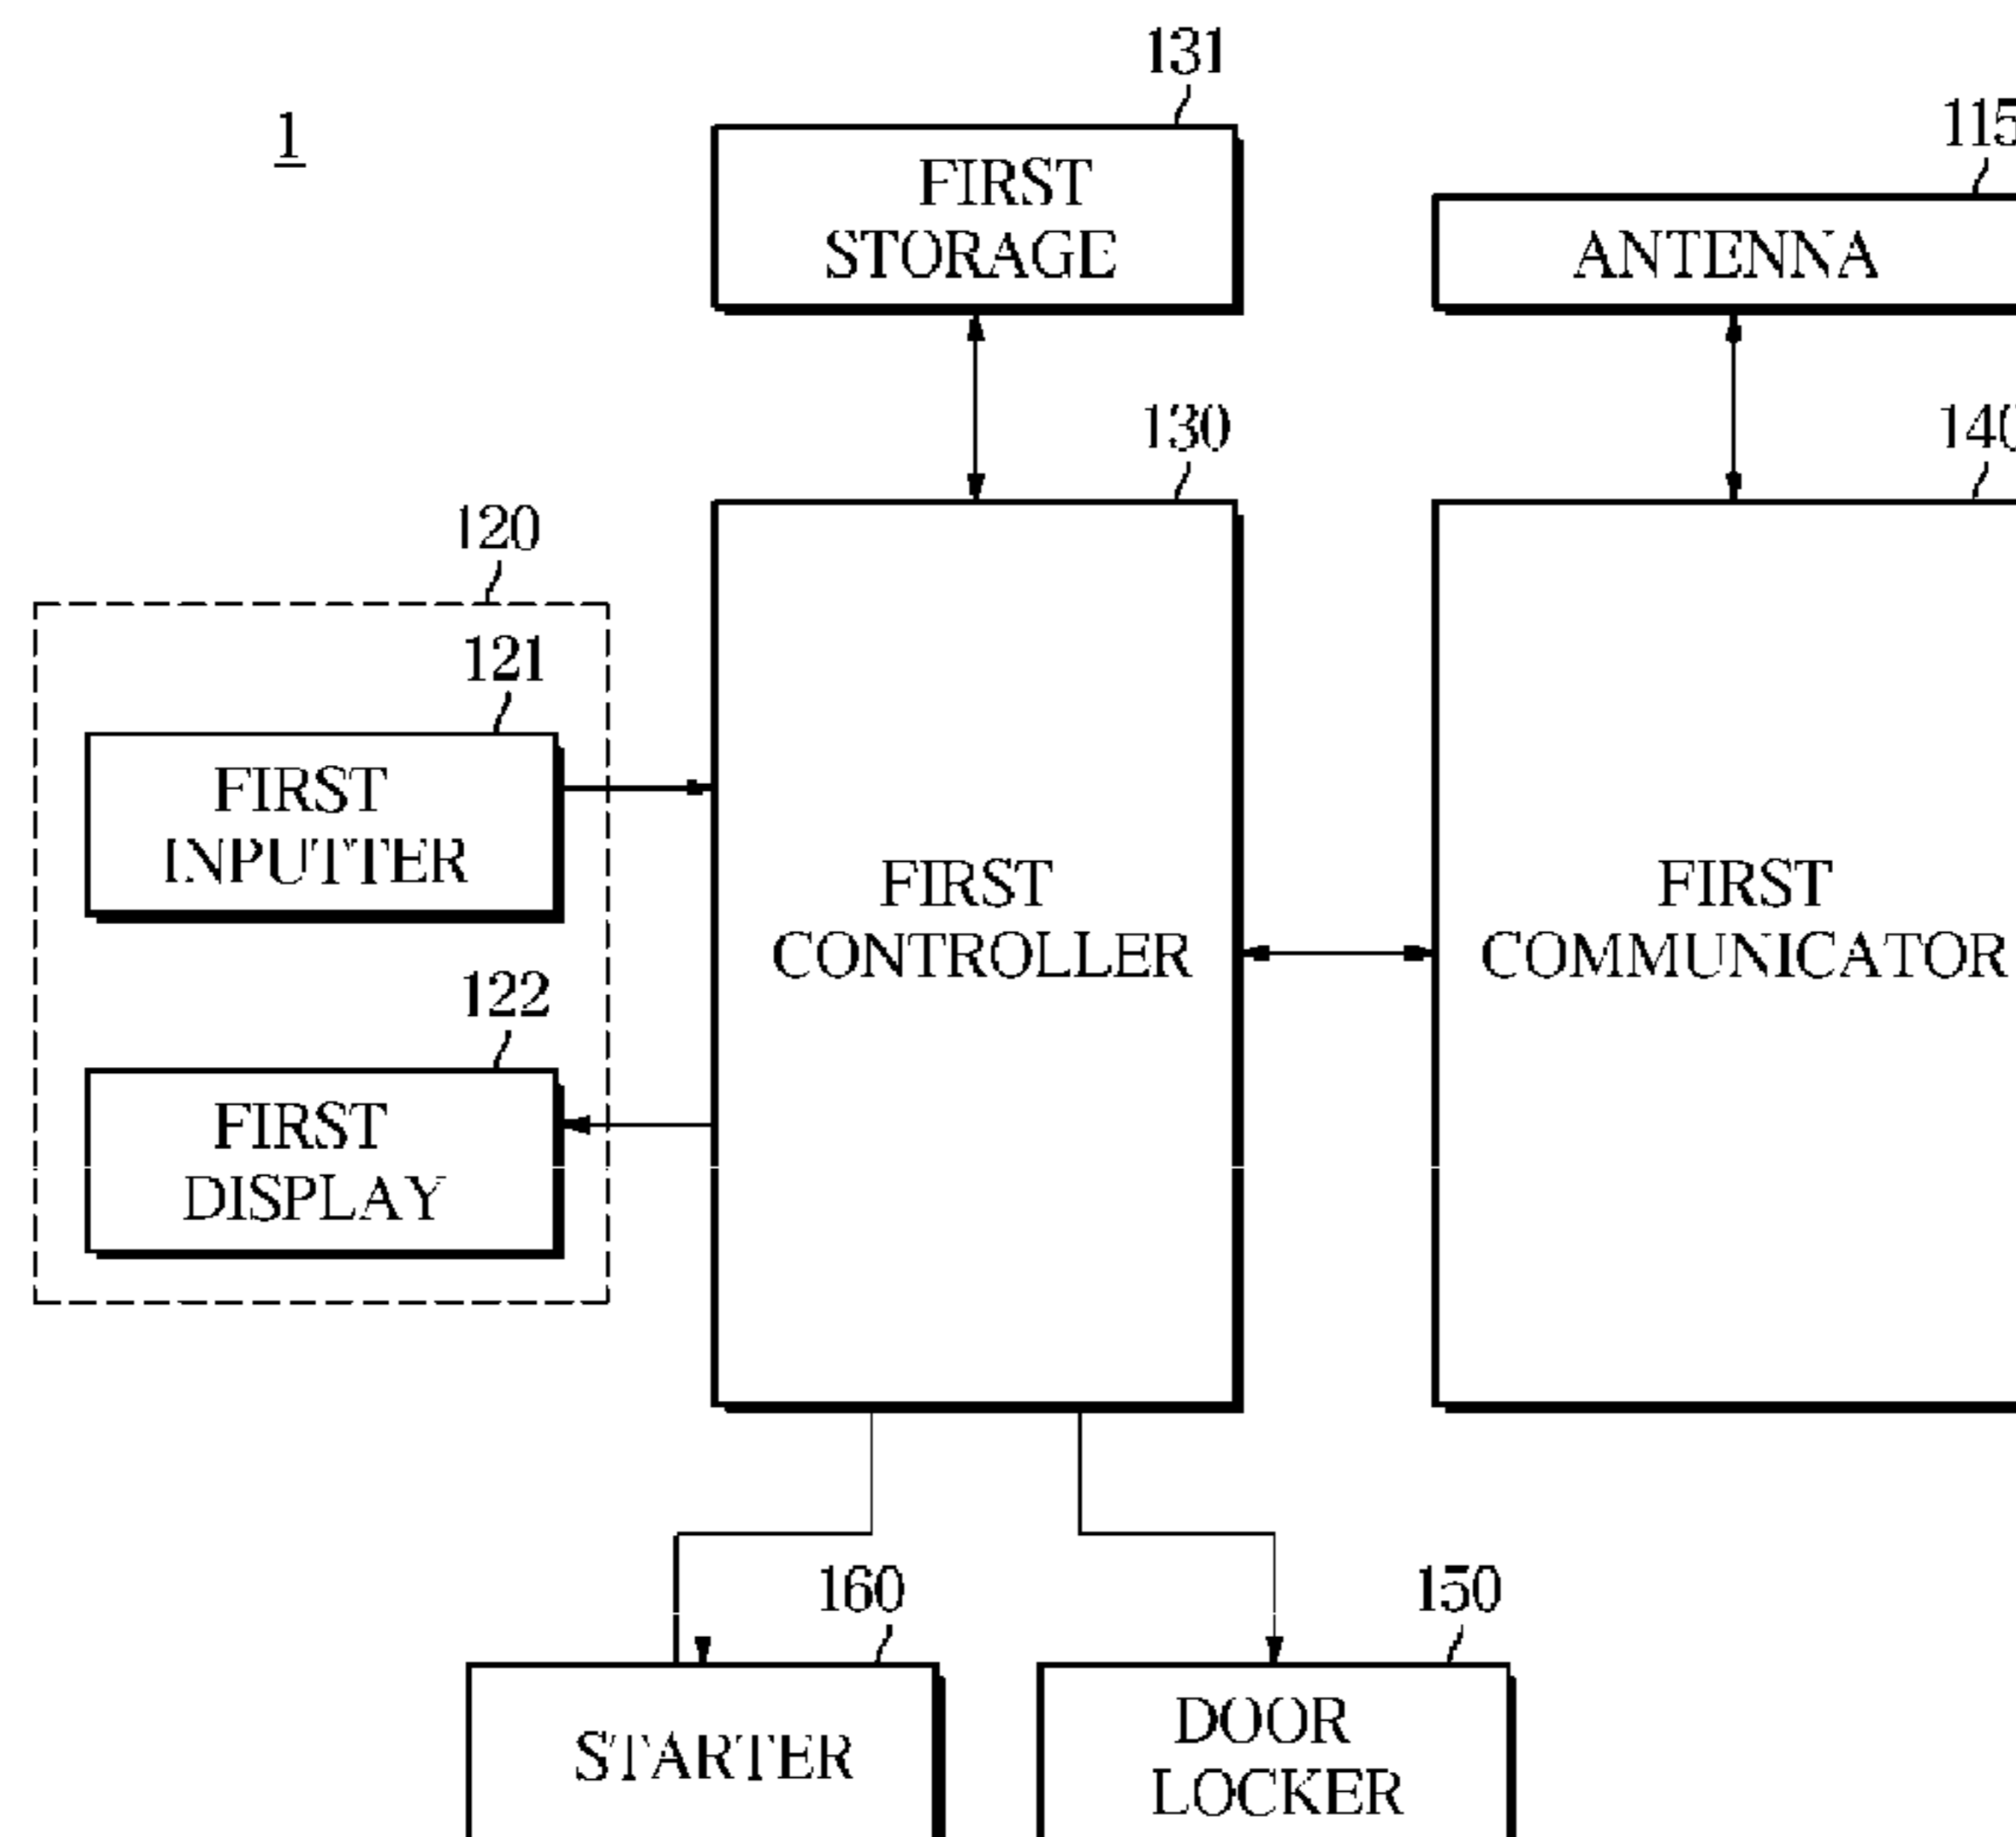 1
131
FIRST
STORAGE
115
ANTENNA
130
140
120
121
FIRST
INPUTTER
FIRST
CONTROLLER
FIRST
COMMUNICATOR
122
FIRST
DISPLAY
160
STARTER
150
DOOR
LOCKER